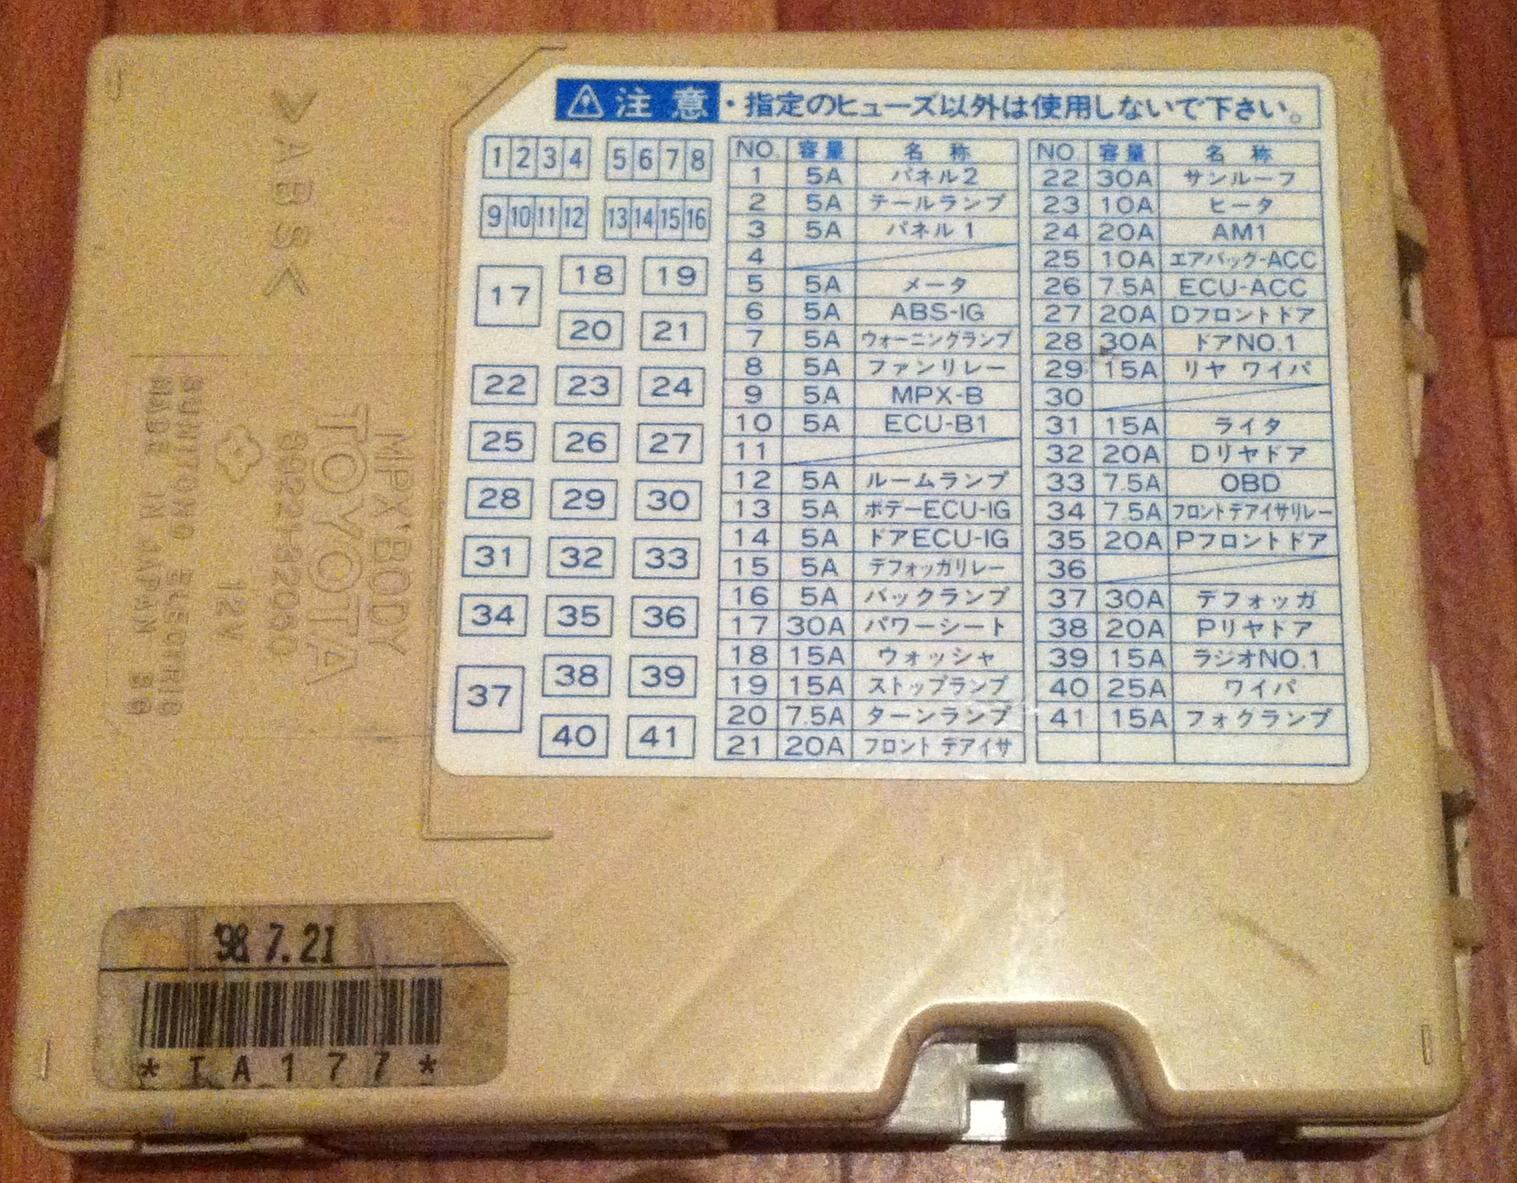 注意・指定のヒューズ以外は使用しないで下さい。
1 2 3 4 5 6 7 8
9 10 11 12 13 14 15 16
17 18 19
20 21
22 23 24
25 26 27
28 29 30
31 32 33
34 35 36
37 38 39
40 41
NO. 容量 名称
1 5A パネル2
2 5A テールランプ
3 5A パネル1
4
5 5A メータ
6 5A ABS-IG
7 5A ウォーニングランプ
8 5A ファンリレー
9 5A MPX-B
10 5A ECU-B1
11
12 5A ルームランプ
13 5A ボデーECU-IG
14 5A ドアECU-IG
15 5A デフォッガリレー
16 5A バックランプ
17 30A パワーシート
18 15A ウォッシャ
19 15A ストップランプ
20 7.5A ターンランプ
21 20A フロントデアイサ
NO 容量 名称
22 30A サンルーフ
23 10A ヒータ
24 20A AM1
25 10A エアバック-ACC
26 7.5A ECU-ACC
27 20A Dフロントドア
28 30A ドアNO.1
29 15A リヤ ワイパ
30
31 15A ライタ
32 20A Dリヤドア
33 7.5A OBD
34 7.5A フロントデアイサリレー
35 20A Pフロントドア
36
37 30A デフォッガ
38 20A Pリヤドア
39 15A ラジオNO.1
40 25A ワイパ
41 15A フォグランプ
>ABS<
MPX BODY
TOYOTA
12V
SUMITOMO ELECTRIC
MADE IN JAPAN
'98 7.21
*IA177*